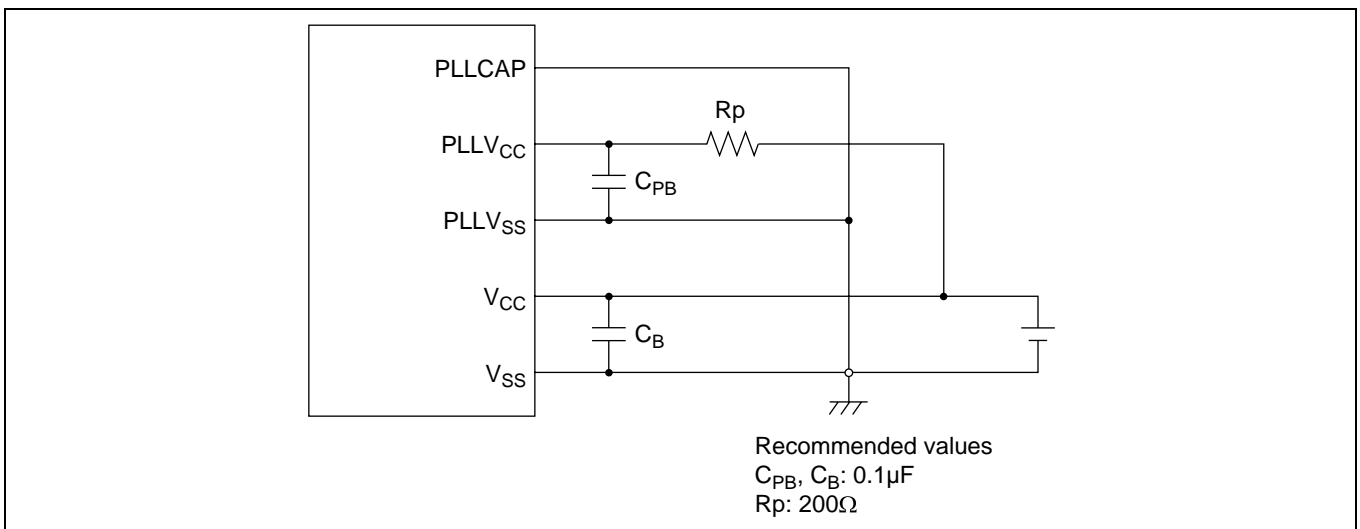 PLLCAP
Rp
PLLVCC
CPB
PLLVSS
VCC
CB
VSS
Recommended values
CPB, CB: 0.1µF
Rp: 200Ω